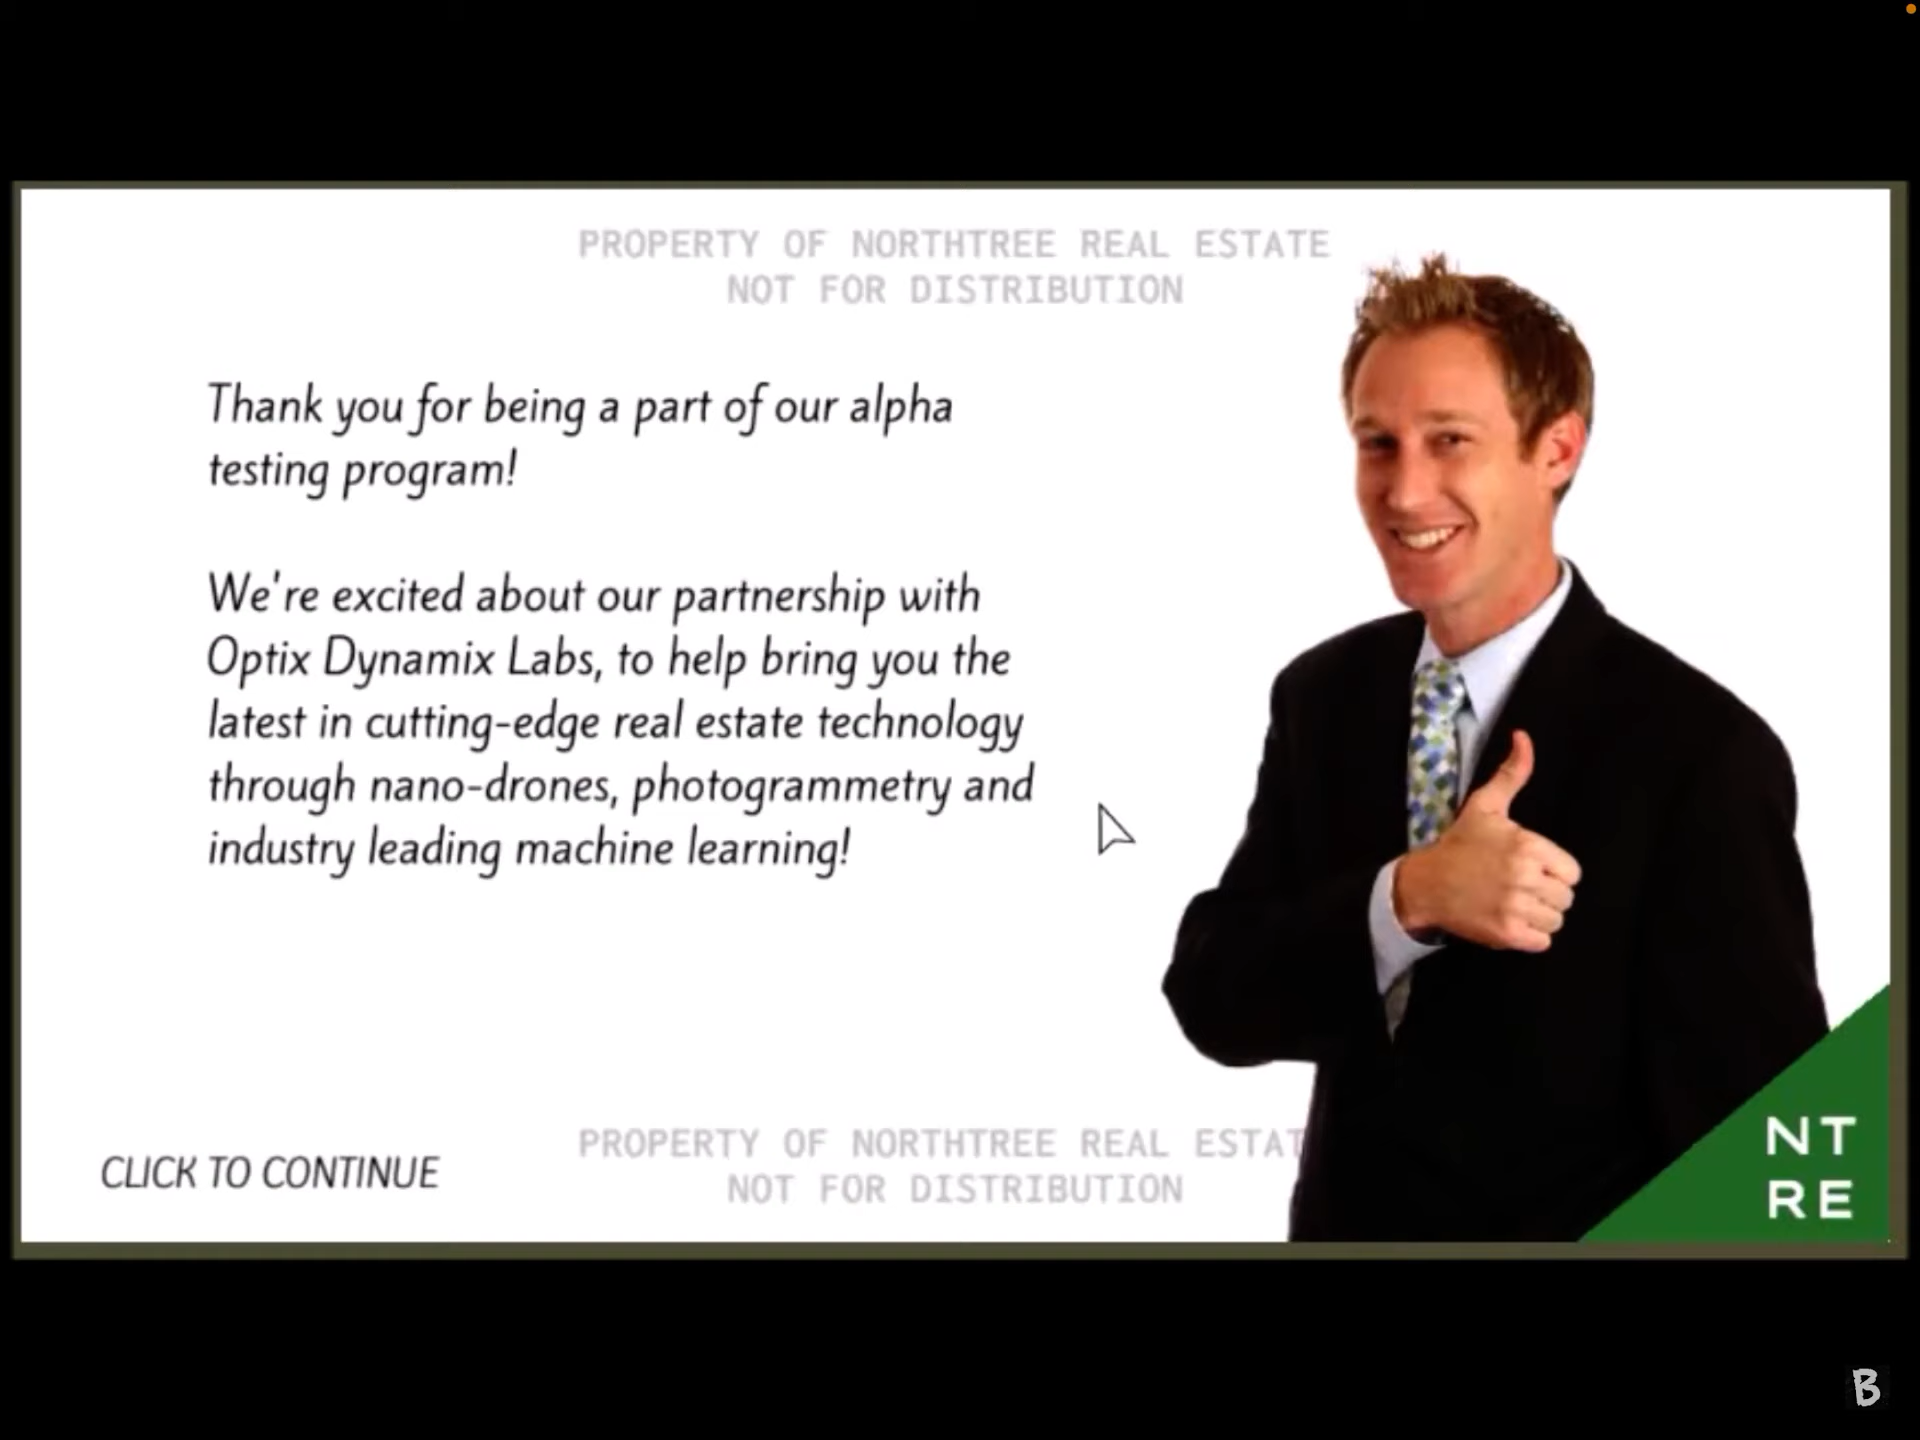 PROPERTY OF NORTHTREE REAL ESTATE
NOT FOR DISTRIBUTION
Thank you for being a part of our alpha
testing program!
We're excited about our partnership with
Optix Dynamix Labs, to help bring you the
latest in cutting-edge real estate technology
through nano-drones, photogrammetry and
industry leading machine learning!
CLICK TO CONTINUE
PROPERTY OF NORTHTREE REAL ESTAT
NOT FOR DISTRIBUTION
NT
RE
B